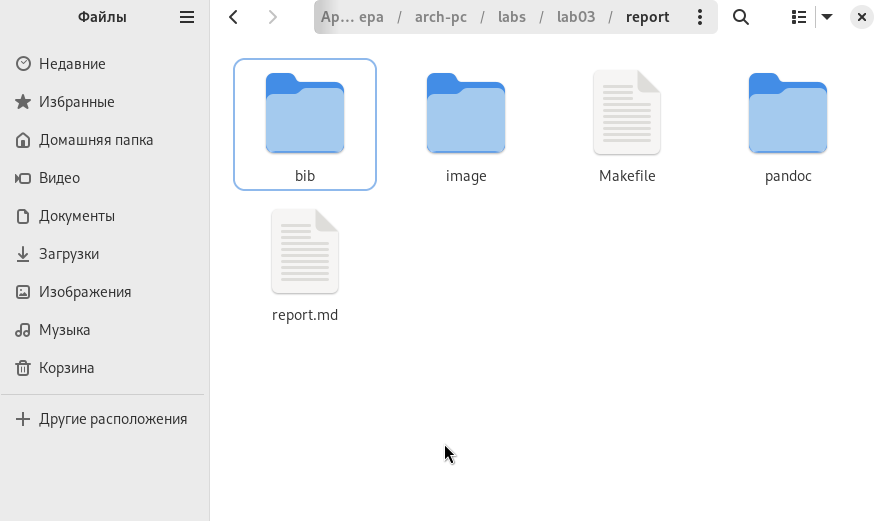 Файлы
Ap... ера / arch-pc / labs / lab03 / report
Недавние
Избранные
Домашняя папка
Видео
Документы
Загрузки
Изображения
Музыка
Корзина
Другие расположения
bib
image
Makefile
pandoc
report.md